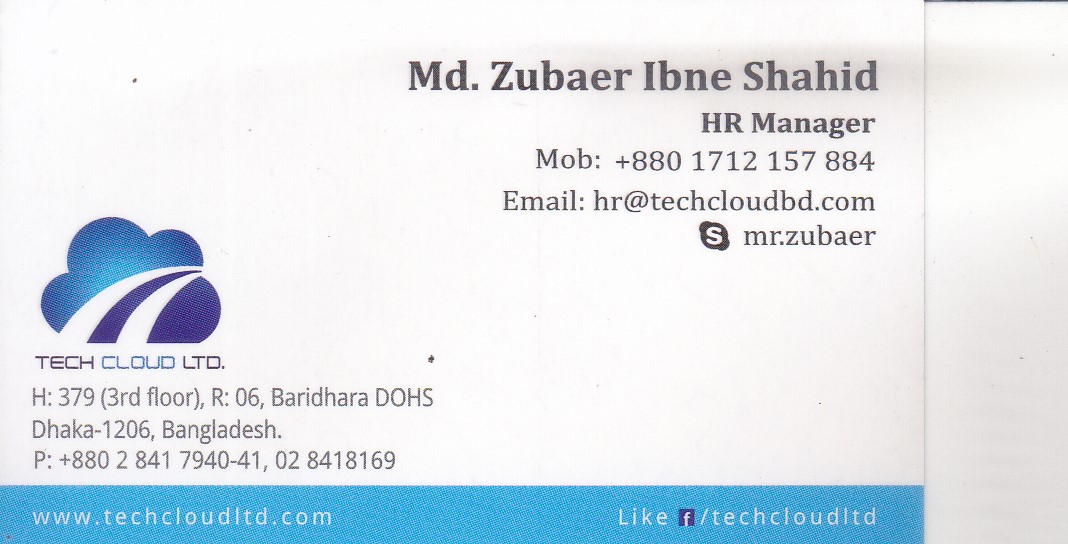 Md. Zubaer Ibne Shahid
HR Manager
Mob: +880 1712 157 884
Email: hr@techcloudbd.com
mr.zubaer
TECH CLOUD LTD.
H: 379 (3rd floor), R: 06, Baridhara DOHS
Dhaka-1206, Bangladesh.
P: +880 2 841 7940-41, 02 8418169
www.techcloudltd.com
Like f/techcloudltd